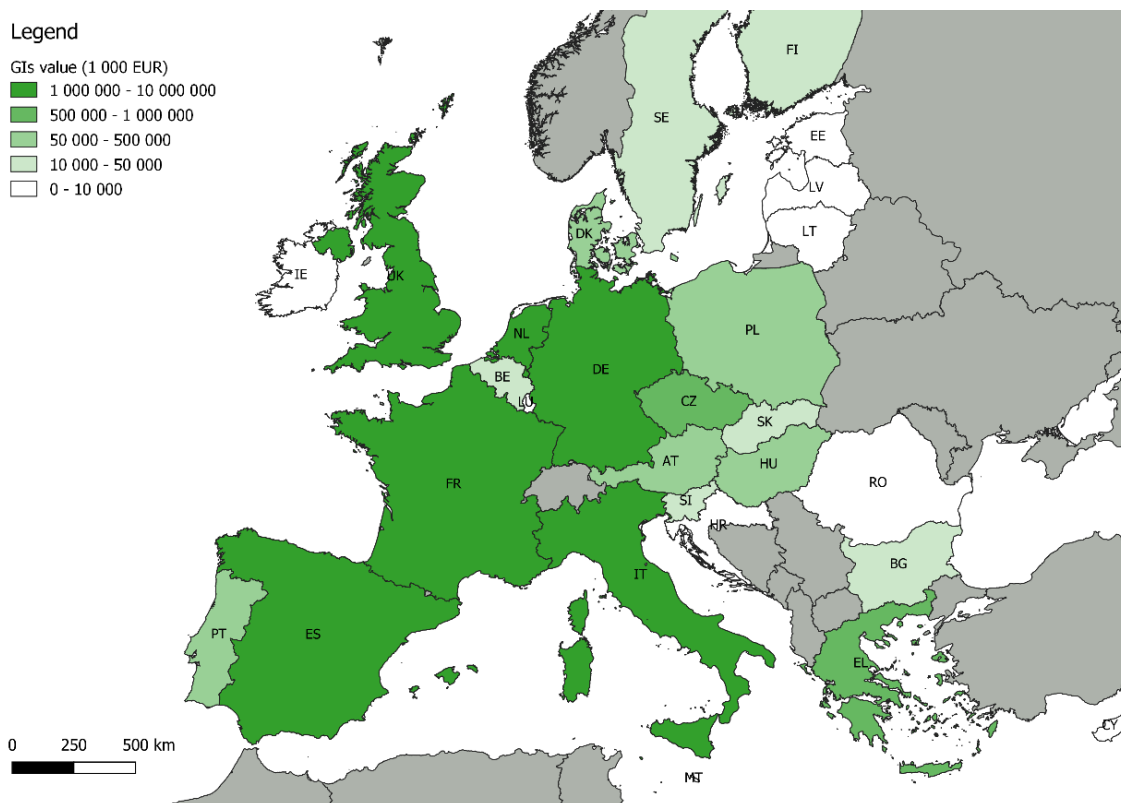 Legend
GIs value (1 000 EUR)
1 000 000 - 10 000 000
500 000 - 1 000 000
50 000 - 500 000
10 000 - 50 000
0 - 10 000
FI
SE
EE
LV
LT
DK
IE
UK
NL
PL
BE
DE
LU
CZ
SK
AT
HU
FR
RO
SI
HR
BG
IT
PT
ES
EL
CY
MT
0 250 500 km